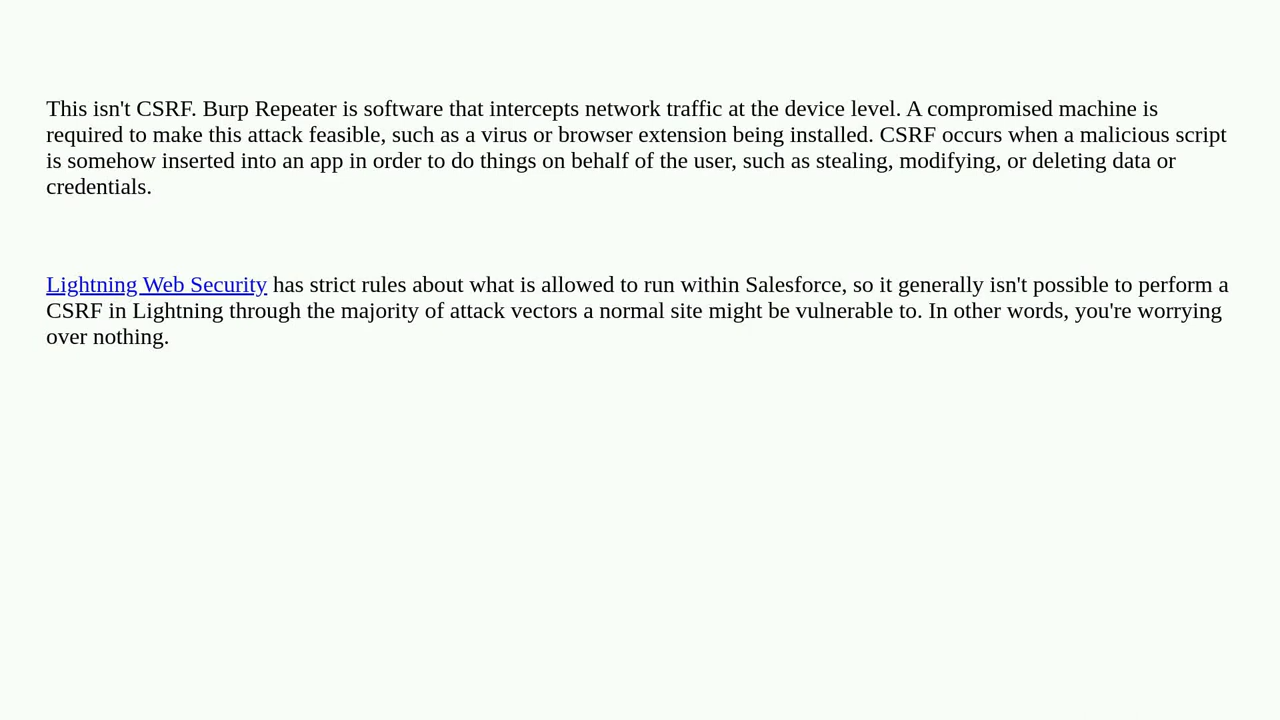 This isn't CSRF. Burp Repeater is software that intercepts network traffic at the device level. A compromised machine is
required to make this attack feasible, such as a virus or browser extension being installed. CSRF occurs when a malicious script
is somehow inserted into an app in order to do things on behalf of the user, such as stealing, modifying, or deleting data or
credentials.
Lightning Web Security has strict rules about what is allowed to run within Salesforce, so it generally isn't possible to perform a
CSRF in Lightning through the majority of attack vectors a normal site might be vulnerable to. In other words, you're worrying
over nothing.